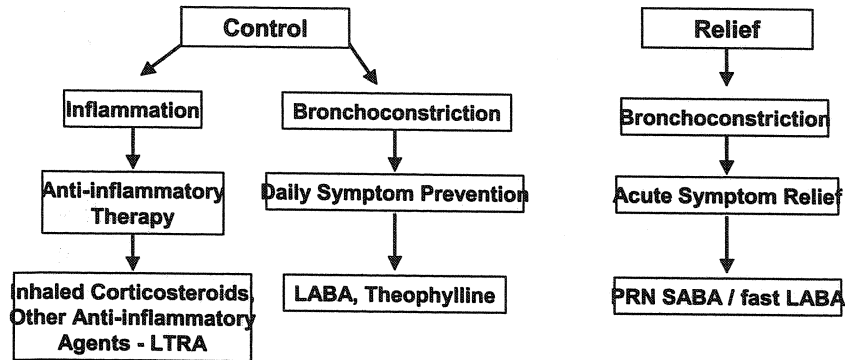 Control
Relief
Inflammation
Bronchoconstriction
Bronchoconstriction
Anti-inflammatory
Therapy
Daily Symptom Prevention
Acute Symptom Relief
Inhaled Corticosteroids,
Other Anti-inflammatory
Agents - LTRA
LABA, Theophylline
PRN SABA / fast LABA